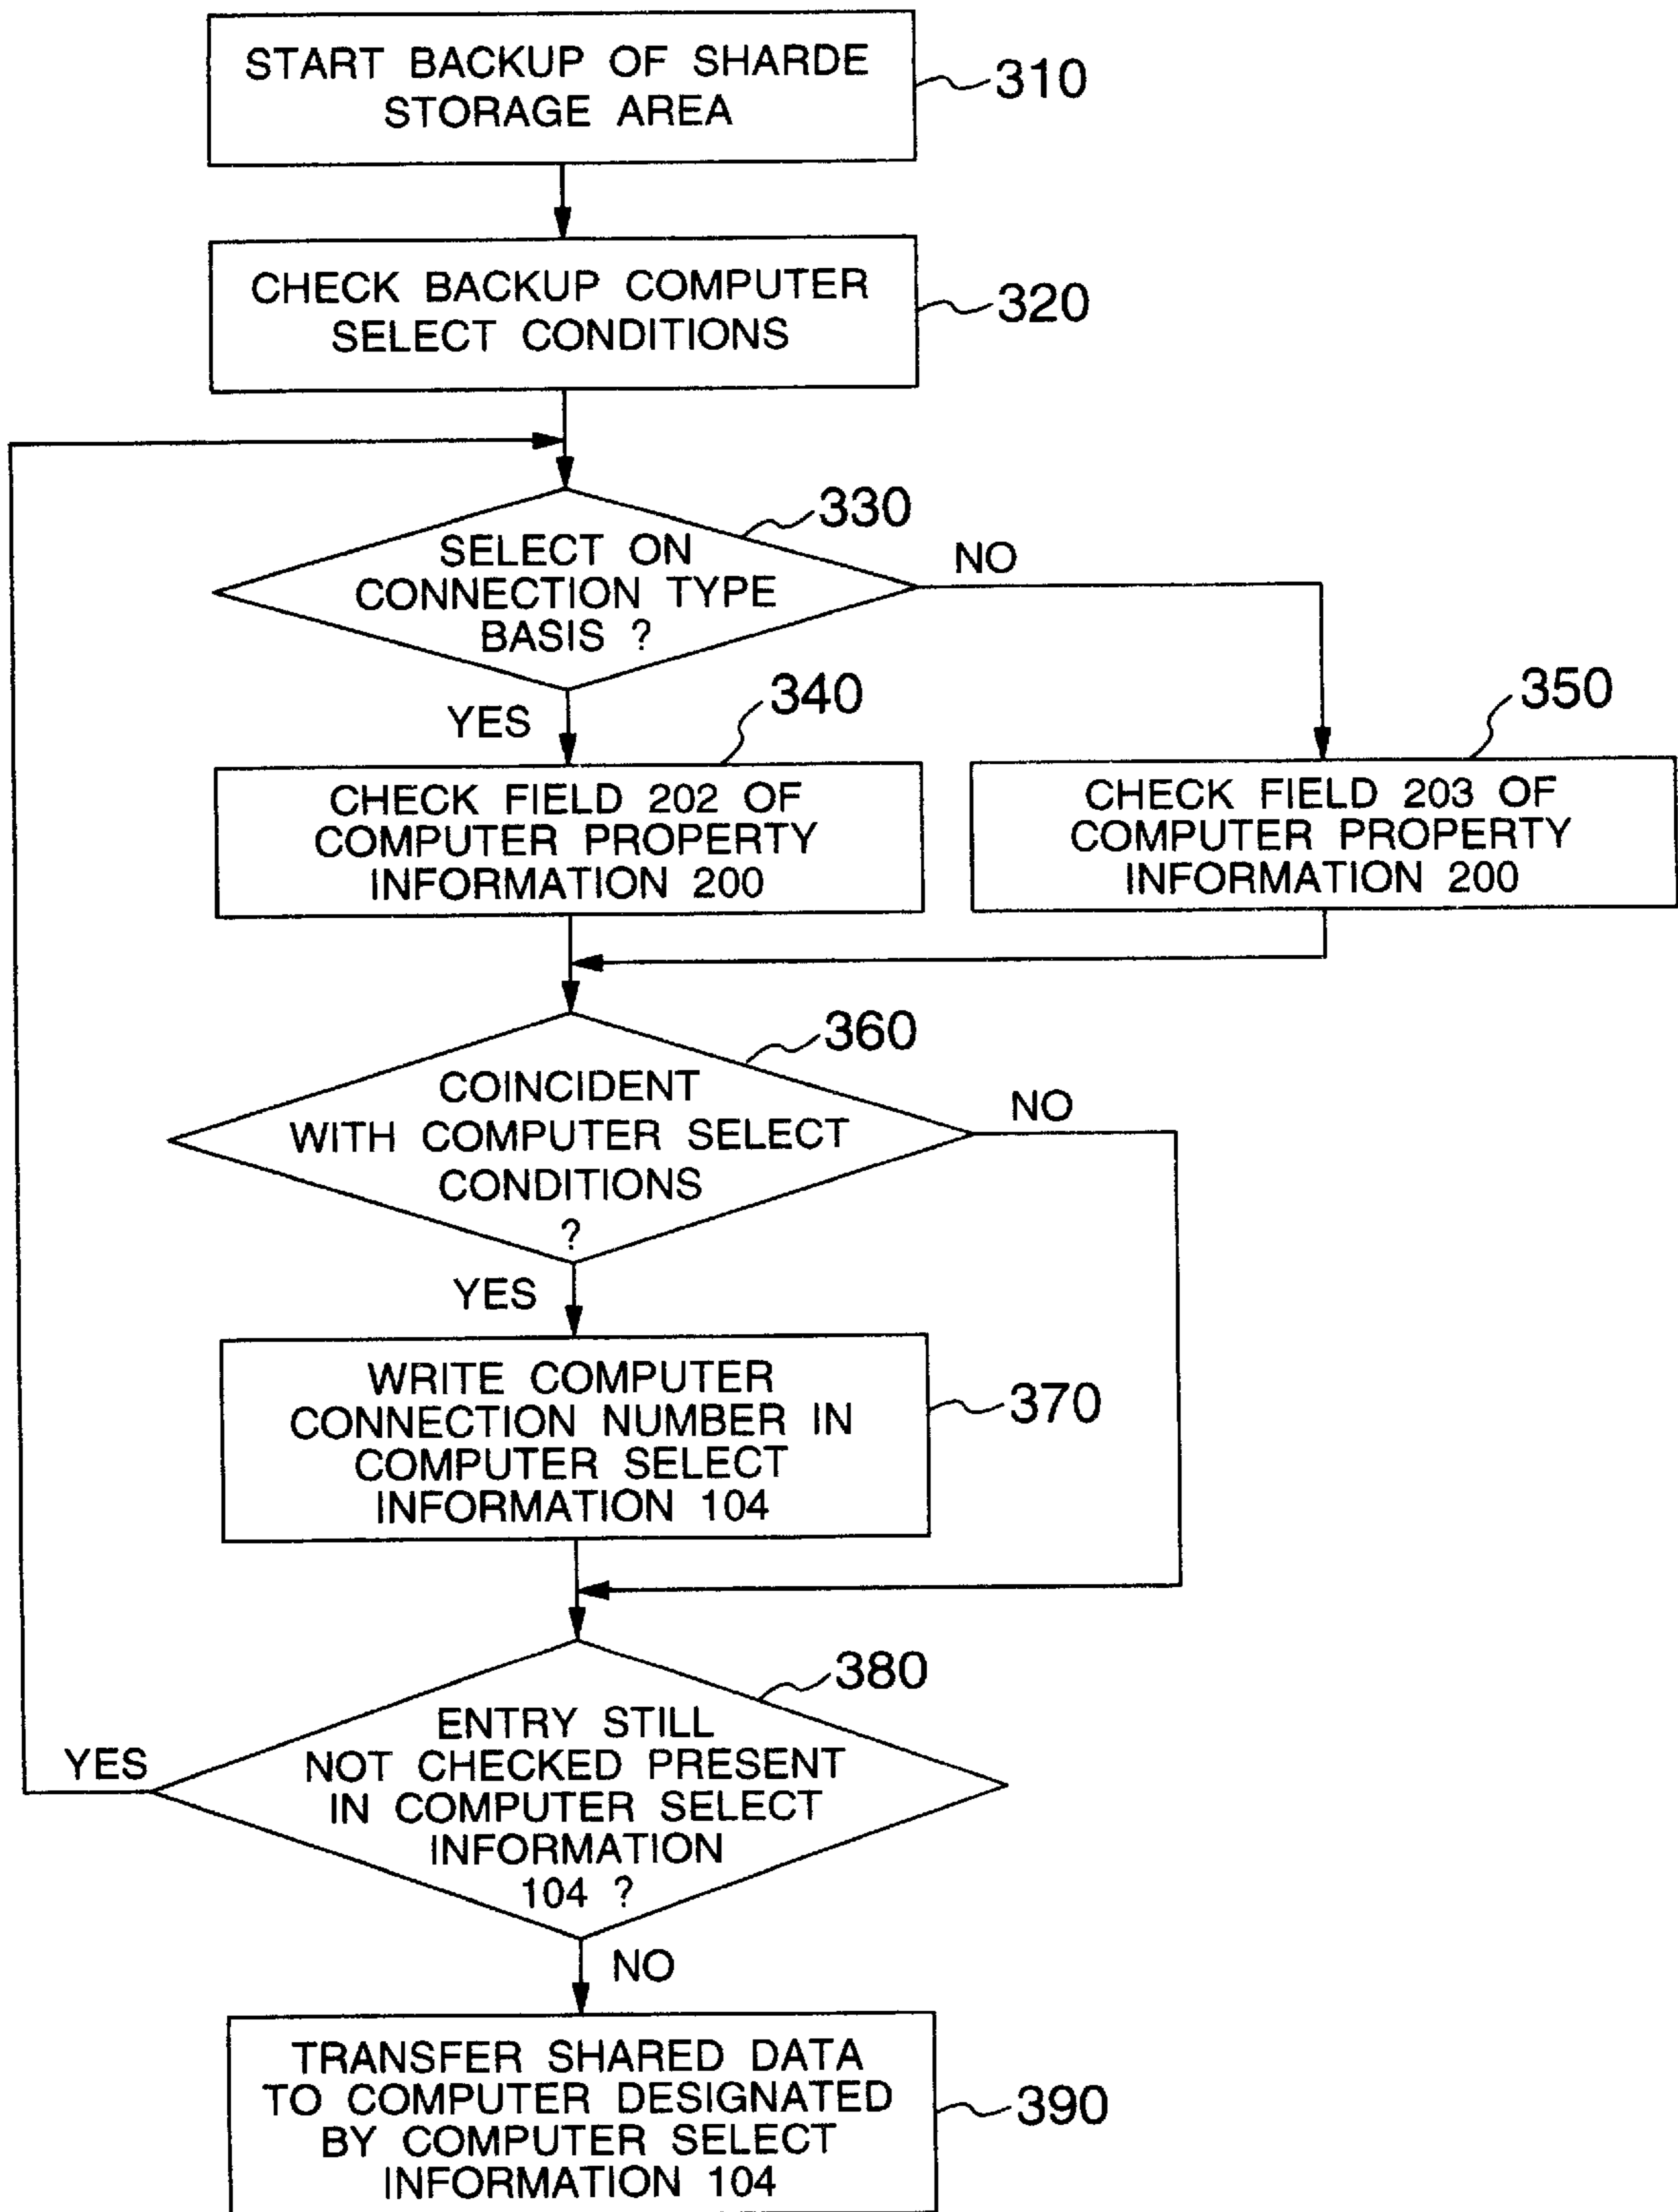 START BACKUP OF SHARDE
STORAGE AREA
310
CHECK BACKUP COMPUTER
SELECT CONDITIONS
320
330
SELECT ON
CONNECTION TYPE
BASIS ?
NO
YES
340
350
CHECK FIELD 202 OF
COMPUTER PROPERTY
INFORMATION 200
CHECK FIELD 203 OF
COMPUTER PROPERTY
INFORMATION 200
360
COINCIDENT
WITH COMPUTER SELECT
CONDITIONS
?
NO
YES
WRITE COMPUTER
CONNECTION NUMBER IN
COMPUTER SELECT
INFORMATION 104
370
380
ENTRY STILL
NOT CHECKED PRESENT
IN COMPUTER SELECT
INFORMATION
104 ?
YES
NO
TRANSFER SHARED DATA
TO COMPUTER DESIGNATED
BY COMPUTER SELECT
INFORMATION 104
390